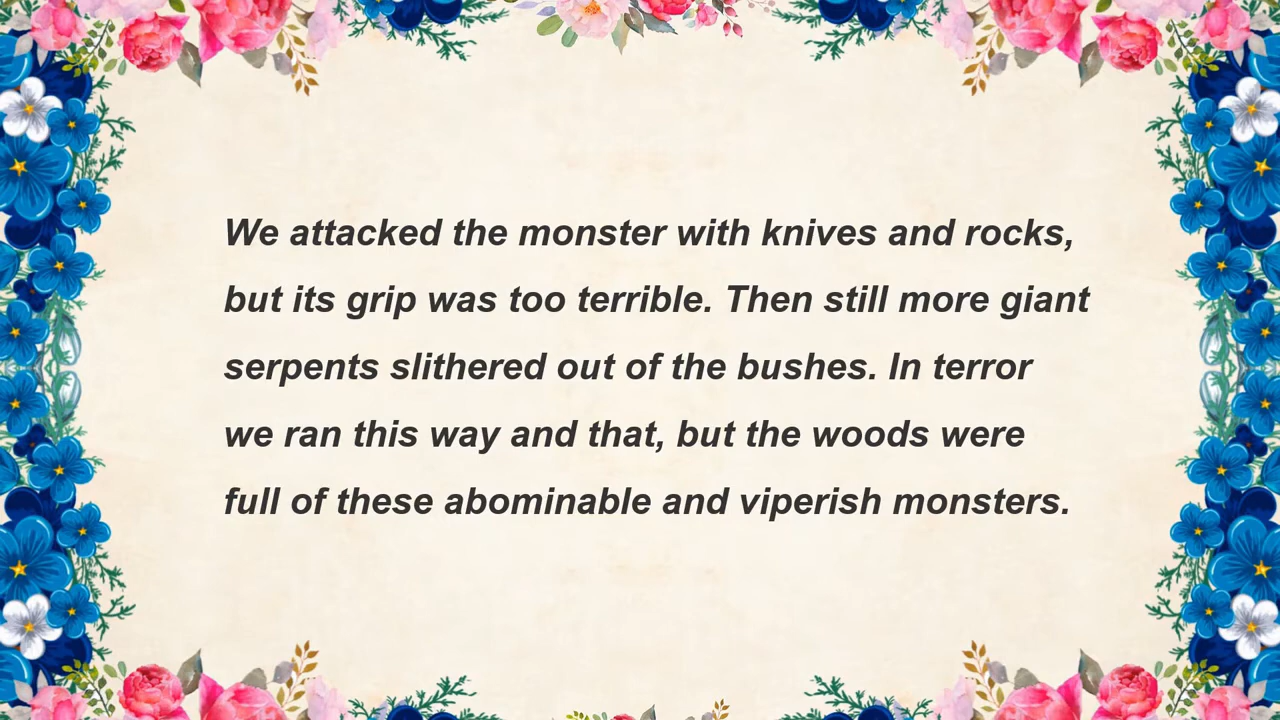 We attacked the monster with knives and rocks,
but its grip was too terrible. Then still more giant
serpents slithered out of the bushes. In terror
we ran this way and that, but the woods were
full of these abominable and viperish monsters.